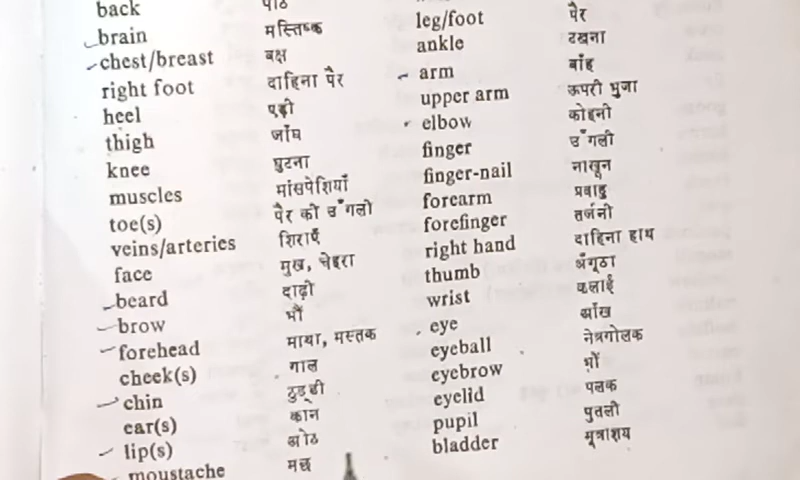 back पीठ
brain मस्तिष्क
chest/breast बक्ष
right foot दाहिना पैर
heel एड़ी
thigh जाँघ
knee घुटना
muscles मांसपेशियाँ
toe(s) पैर की उँगली
veins/arteries शिराएँ
face मुख, चेहरा
beard दाढ़ी
brow भौं
forehead माथा, मस्तक
cheek(s) गाल
chin ठुड्डी
ear(s) कान
lip(s) ओठ
moustache
leg/foot पैर
ankle टखना
arm बाँह
upper arm ऊपरी भुजा
elbow कोहनी
finger उँगली
finger-nail नाखून
forearm प्रबाहु
forefinger तर्जनी
right hand दाहिना हाथ
thumb अँगूठा
wrist कलाई
eye आँख
eyeball नेत्रगोलक
eyebrow भौं
eyelid पलक
pupil पुतली
bladder मूत्राशय